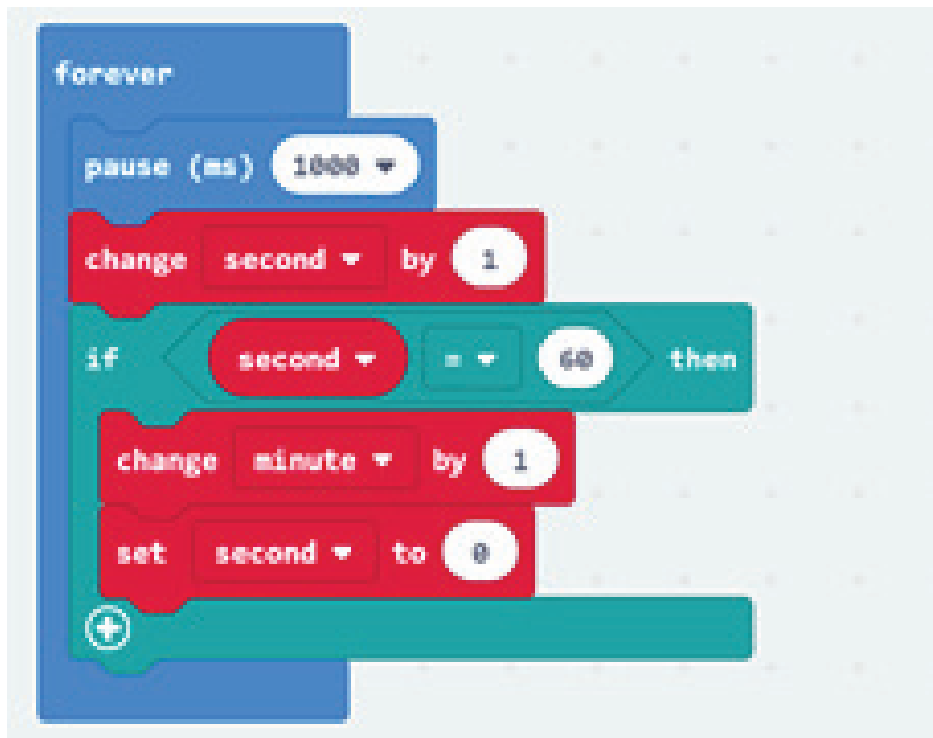 forever
pause (ms) 1000
change second by 1
if second = 60 then
change minute by 1
set second to 0